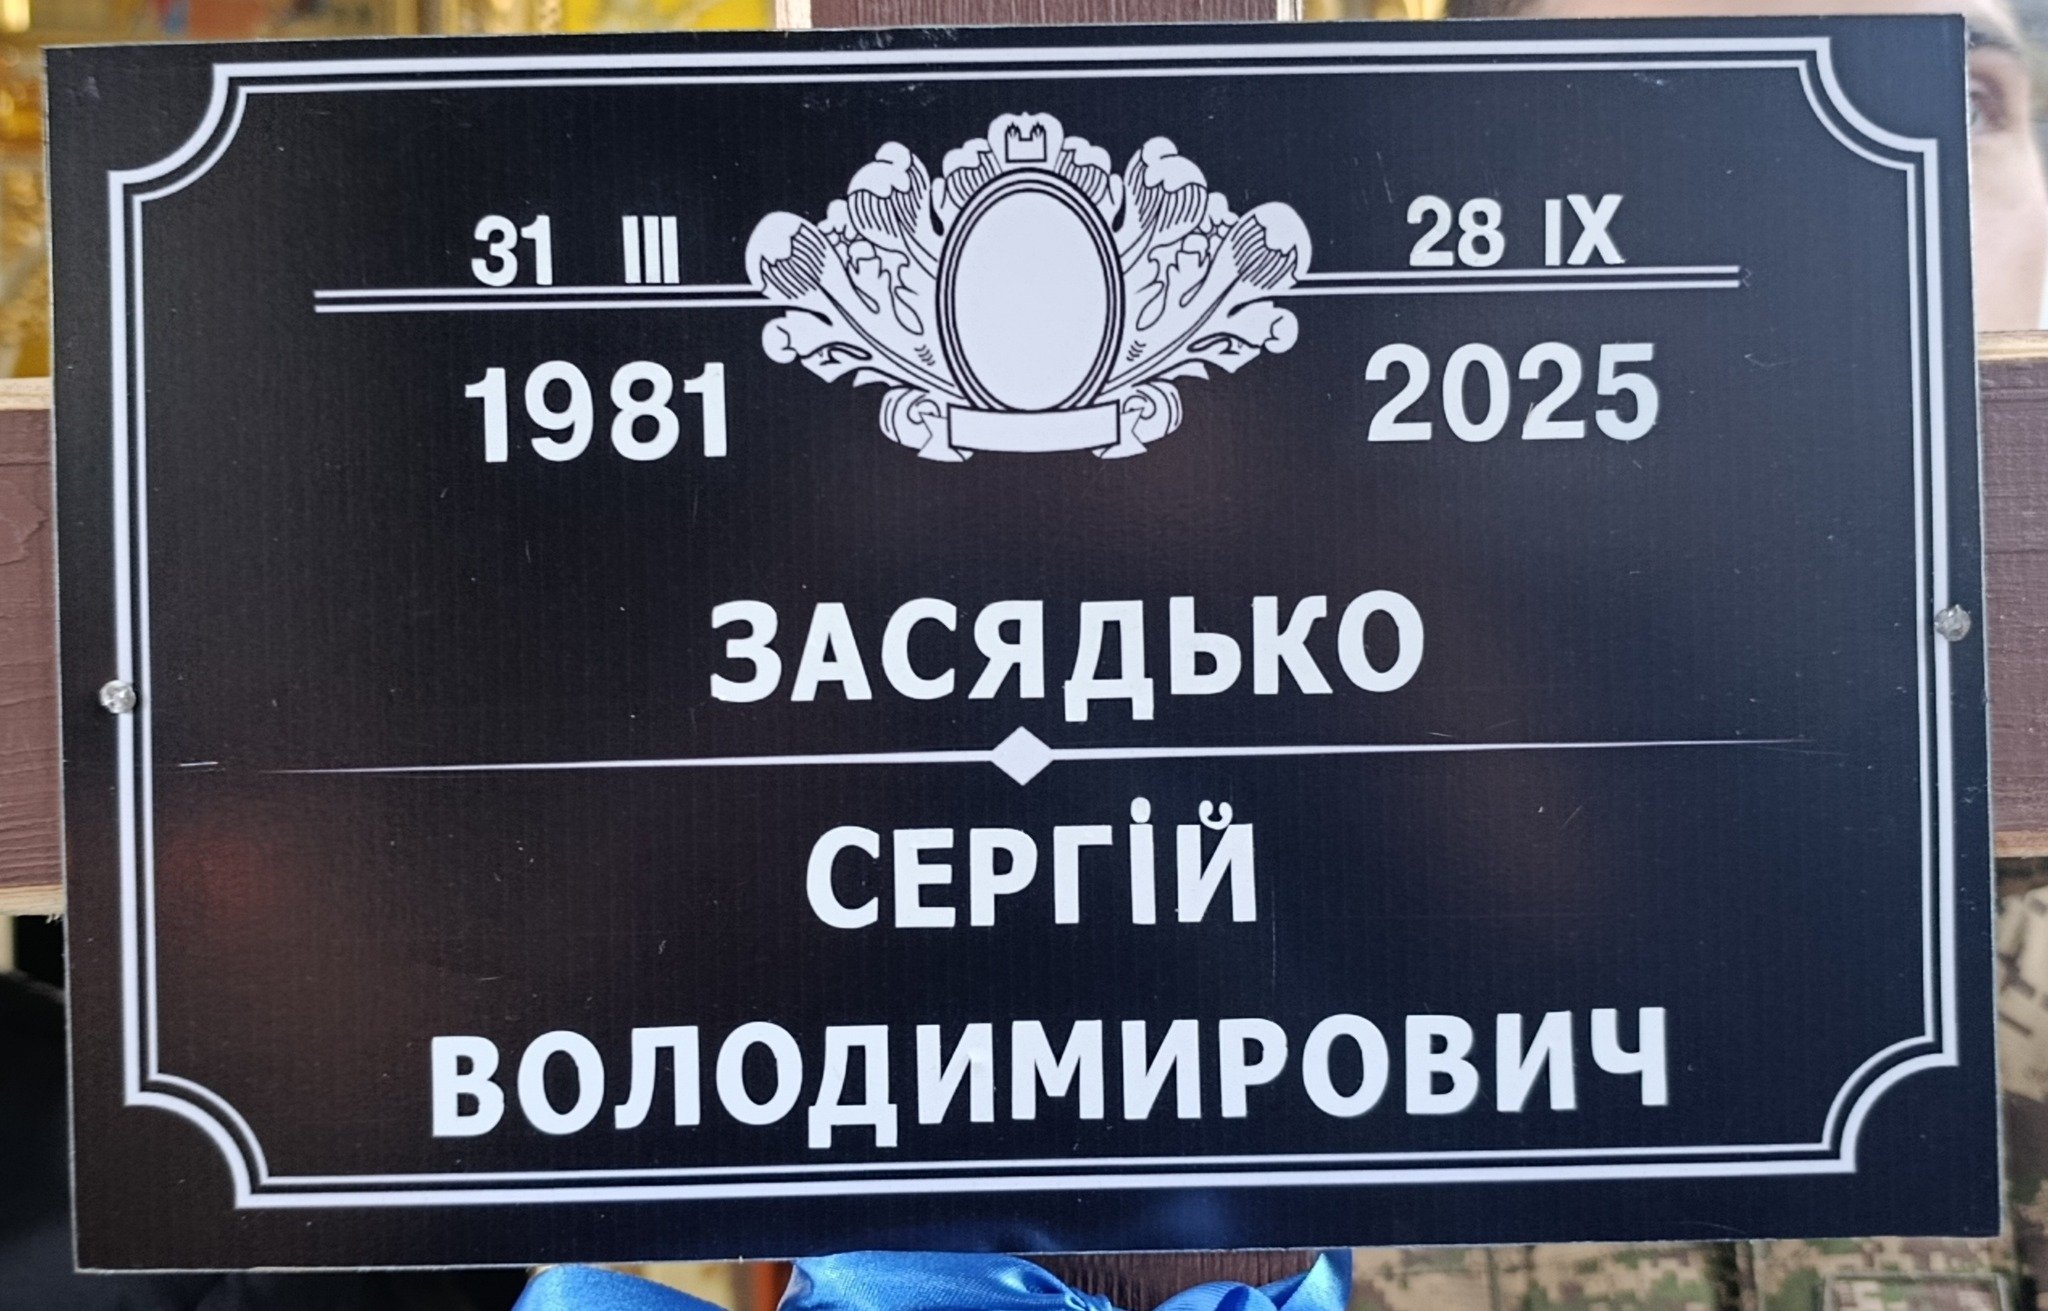 31 III 28 IX
1981 2025
ЗАСЯДЬКО
СЕРГІЙ
ВОЛОДИМИРОВИЧ